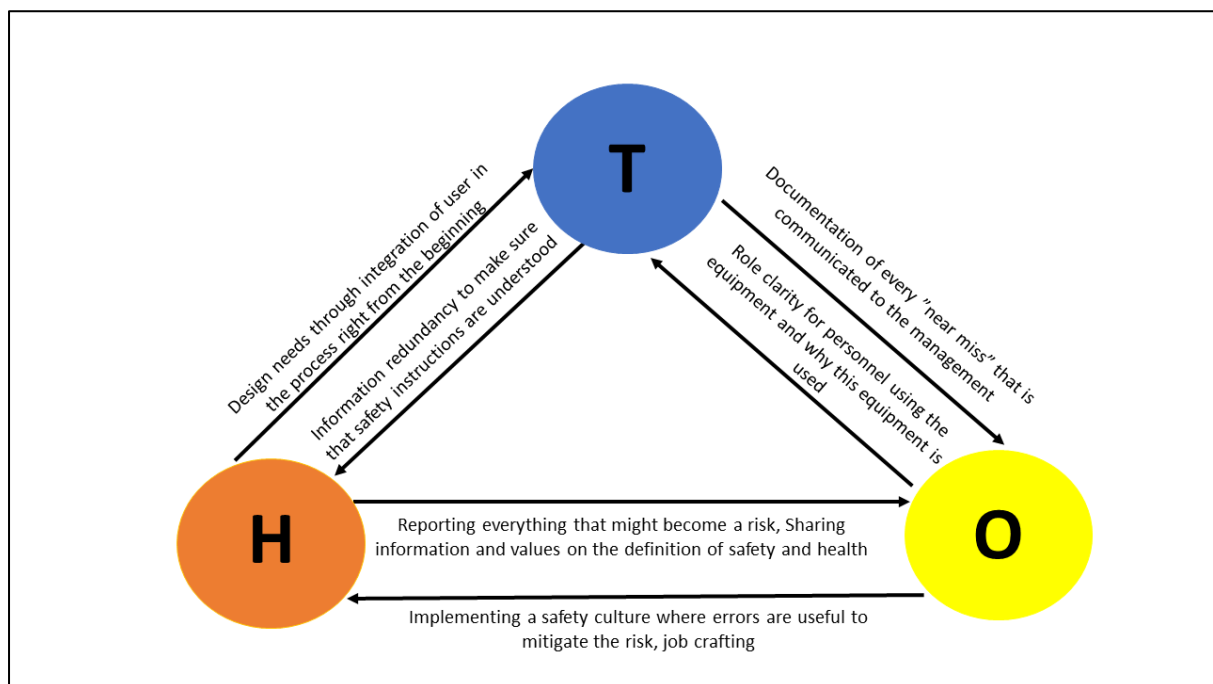 T
Design needs through integration of user in
the process right from the beginning
Information redundancy to make sure
that safety instructions are understood
Documentation of every ”near miss” that is
communicated to the management
Role clarity for personnel using the
equipment and why this equipment is
used
H
O
Reporting everything that might become a risk, Sharing
information and values on the definition of safety and health
Implementing a safety culture where errors are useful to
mitigate the risk, job crafting